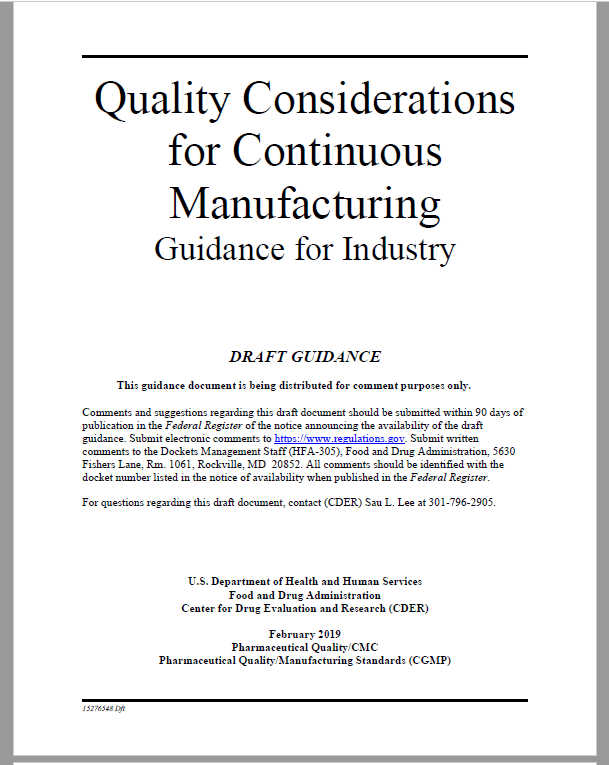 Quality Considerations
for Continuous
Manufacturing
Guidance for Industry
DRAFT GUIDANCE
This guidance document is being distributed for comment purposes only.
Comments and suggestions regarding this draft document should be submitted within 90 days of
publication in the Federal Register of the notice announcing the availability of the draft
guidance. Submit electronic comments to https://www.regulations.gov. Submit written
comments to the Dockets Management Staff (HFA-305), Food and Drug Administration, 5630
Fishers Lane, Rm. 1061, Rockville, MD 20852. All comments should be identified with the
docket number listed in the notice of availability when published in the Federal Register.
For questions regarding this draft document, contact (CDER) Sau L. Lee at 301-796-2905.
U.S. Department of Health and Human Services
Food and Drug Administration
Center for Drug Evaluation and Research (CDER)
February 2019
Pharmaceutical Quality/CMC
Pharmaceutical Quality/Manufacturing Standards (CGMP)
15276548 Dft